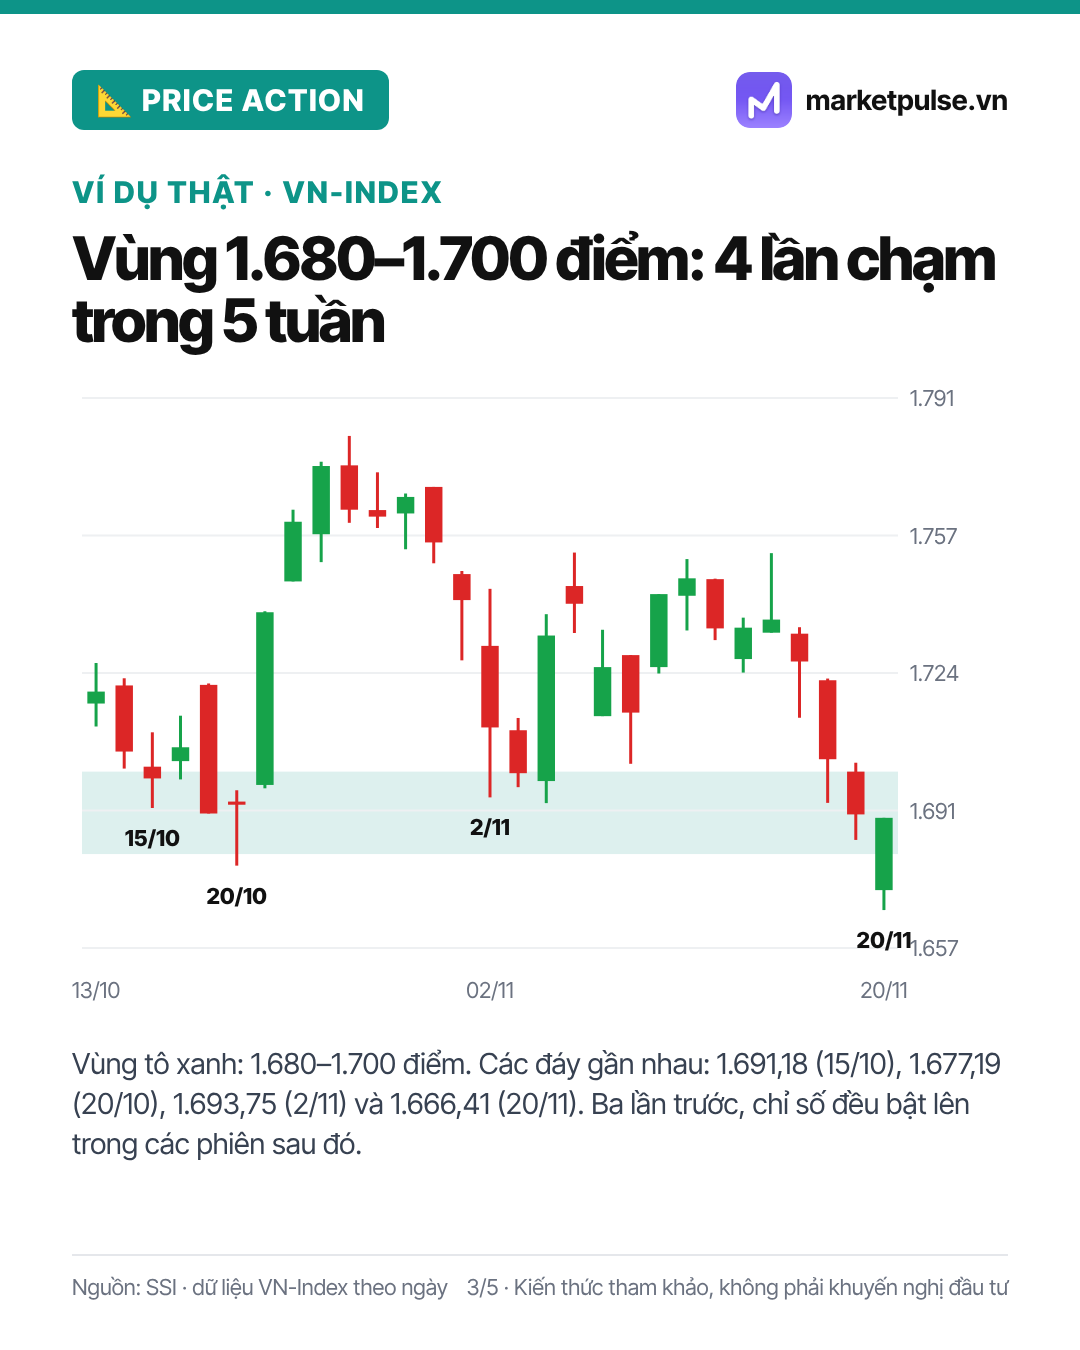 📐 PRICE ACTION
marketpulse.vn
VÍ DỤ THẬT · VN-INDEX
Vùng 1.680–1.700 điểm: 4 lần chạm
trong 5 tuần
1.791
1.757
1.724
1.691
15/10
2/11
20/10
20/11
1.657
13/10
02/11
20/11
Vùng tô xanh: 1.680–1.700 điểm. Các đáy gần nhau: 1.691,18 (15/10), 1.677,19
(20/10), 1.693,75 (2/11) và 1.666,41 (20/11). Ba lần trước, chỉ số đều bật lên
trong các phiên sau đó.
Nguồn: SSI · dữ liệu VN-Index theo ngày
3/5 · Kiến thức tham khảo, không phải khuyến nghị đầu tư